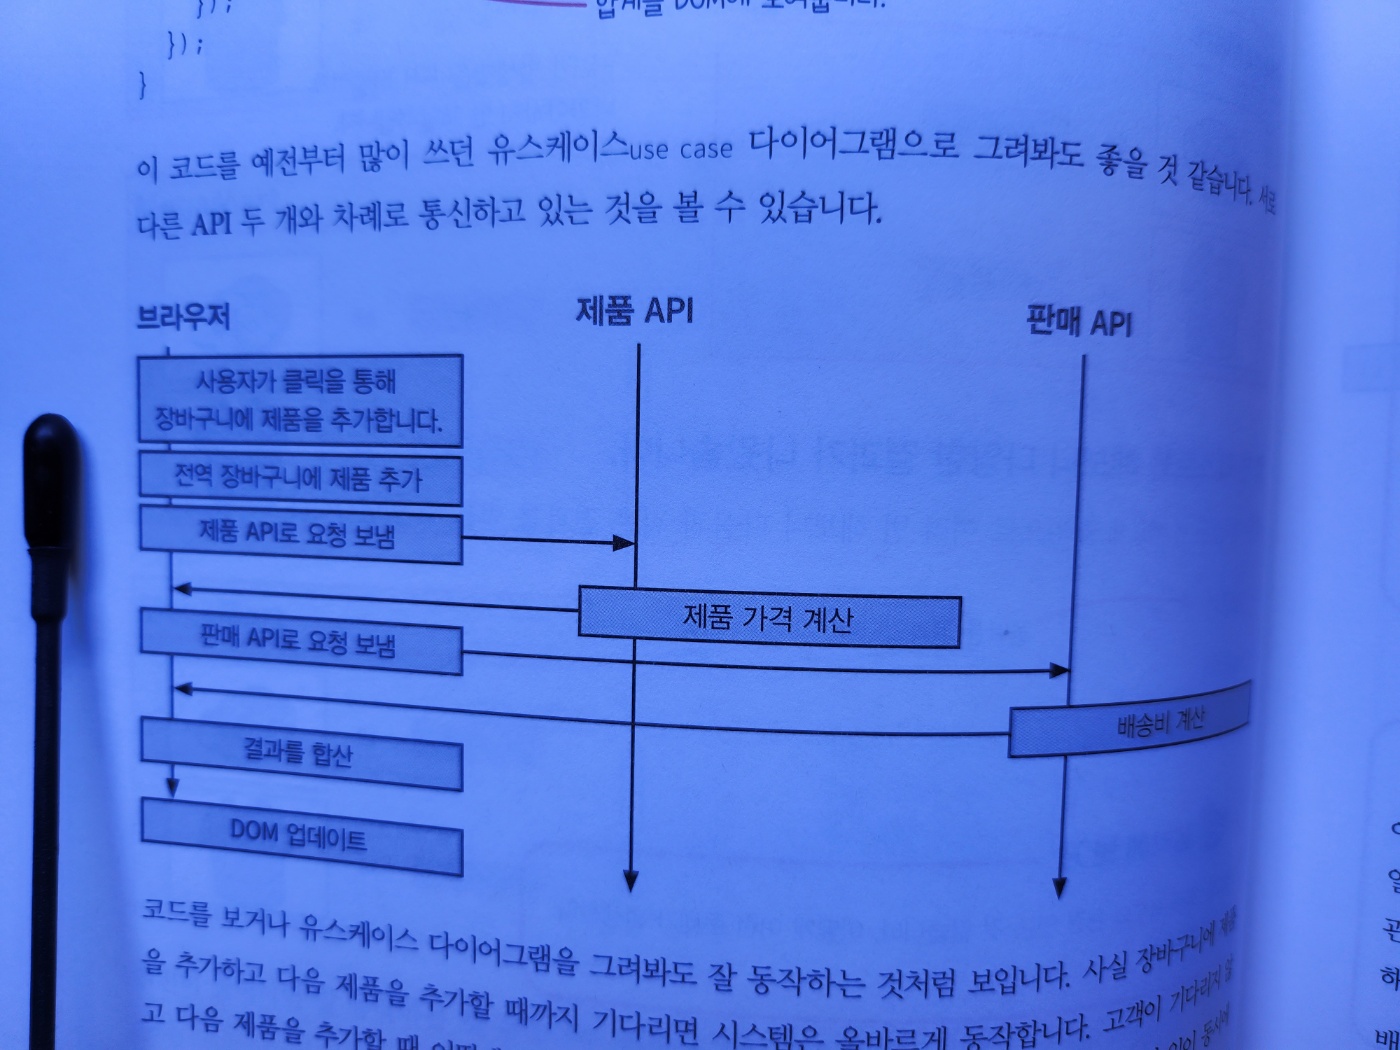 });
});
}
이 코드를 예전부터 많이 쓰던 유스케이스use case 다이어그램으로 그려봐도 좋을 것 같습니다. 서로
다른 API 두 개와 차례로 통신하고 있는 것을 볼 수 있습니다.
브라우저
제품 API
판매 API
사용자가 클릭을 통해
장바구니에 제품을 추가합니다.
전역 장바구니에 제품 추가
제품 API로 요청 보냄
제품 가격 계산
판매 API로 요청 보냄
배송비 계산
결과를 합산
DOM 업데이트
코드를 보거나 유스케이스 다이어그램을 그려봐도 잘 동작하는 것처럼 보입니다. 사실 장바구니에 제품
을 추가하고 다음 제품을 추가할 때까지 기다리면 시스템은 올바르게 동작합니다. 고객이 기다리지 않
고 다음 제품을 추가할 때